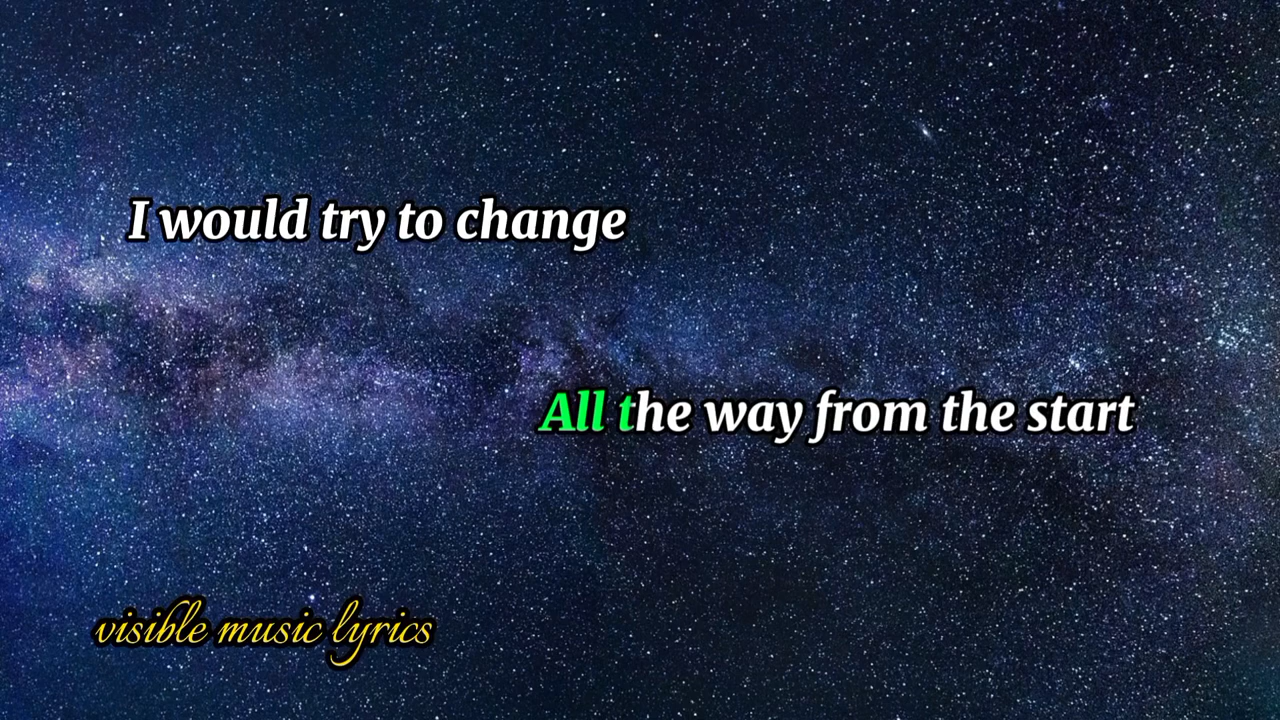 I would try to change
All the way from the start
visible music lyrics